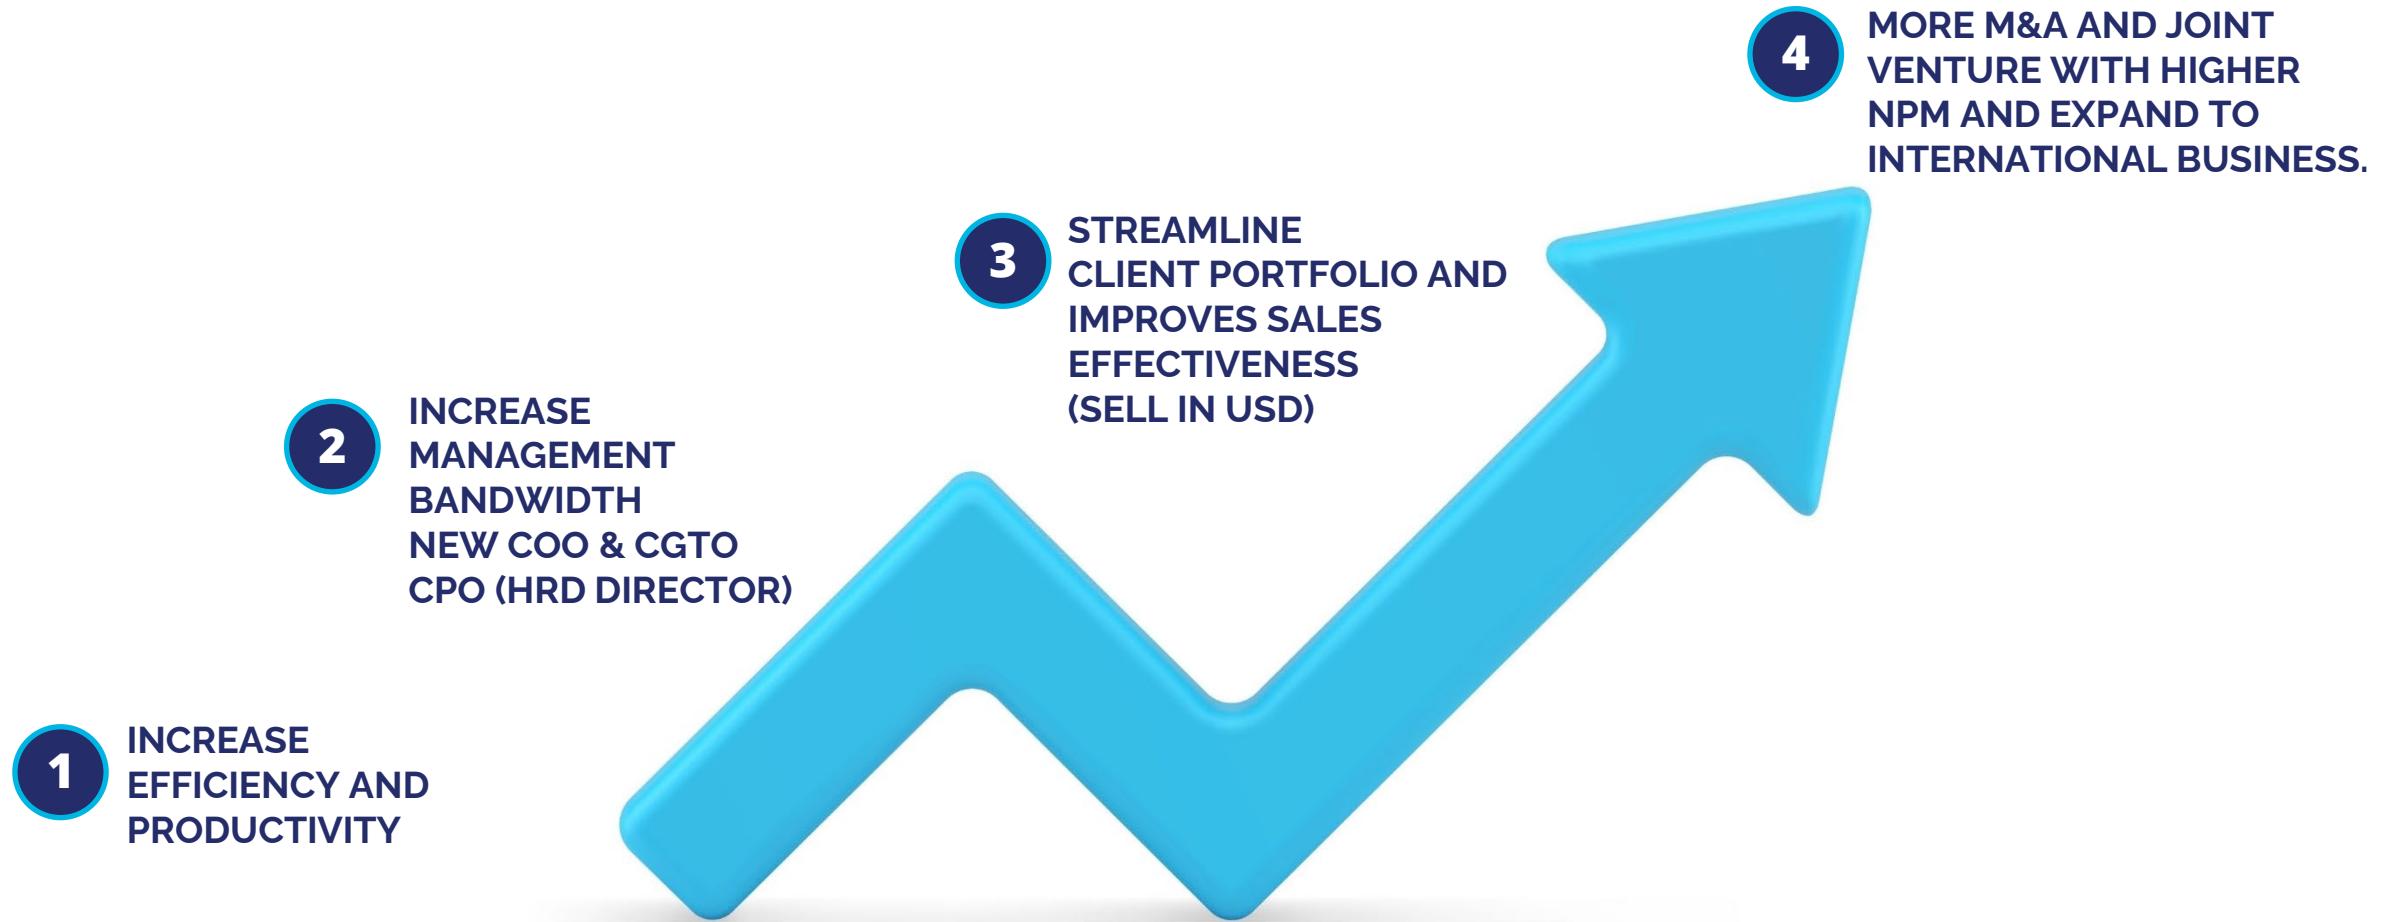 4
MORE M&A AND JOINT
VENTURE WITH HIGHER
NPM AND EXPAND TO
INTERNATIONAL BUSINESS.
3
STREAMLINE
CLIENT PORTFOLIO AND
IMPROVES SALES
EFFECTIVENESS
(SELL IN USD)
2
INCREASE
MANAGEMENT
BANDWIDTH
NEW COO & CGTO
CPO (HRD DIRECTOR)
1
INCREASE
EFFICIENCY AND
PRODUCTIVITY